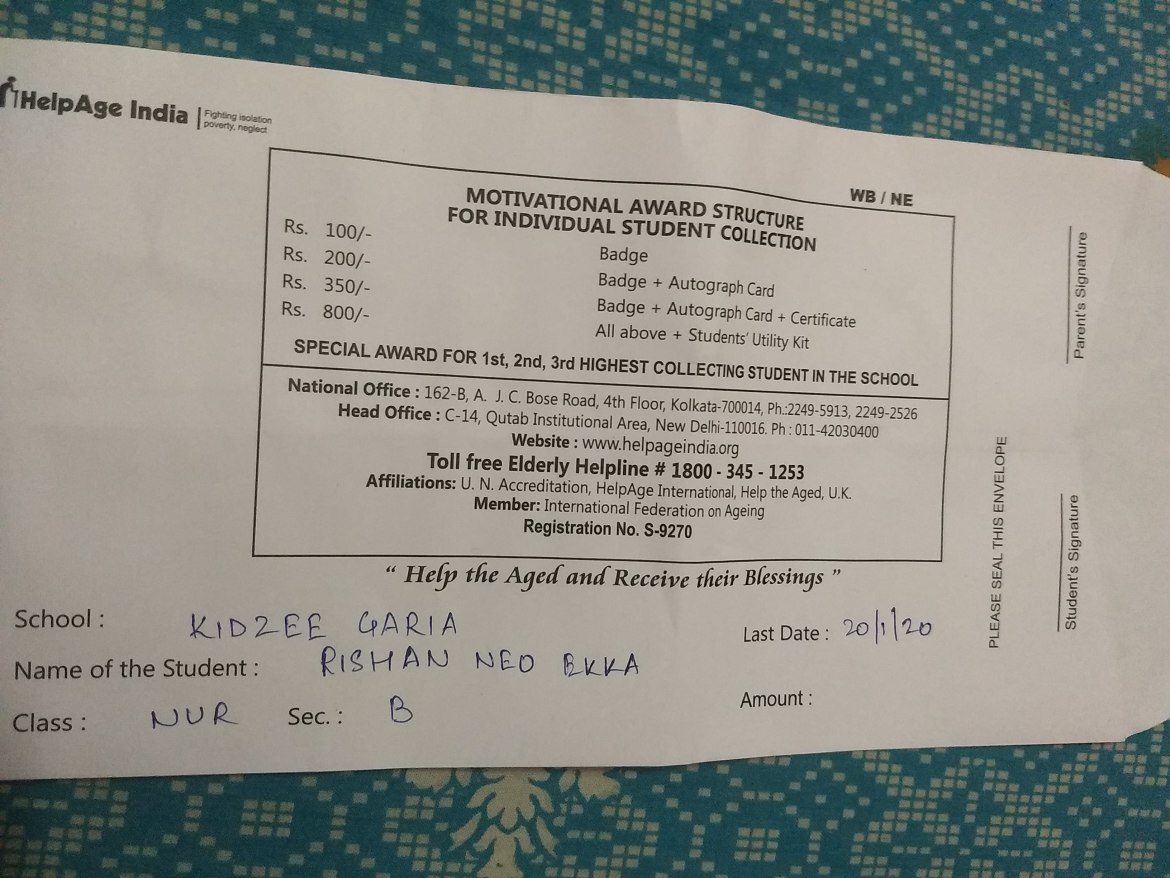 HelpAge India | Fighting isolation
poverty, neglect
WB / NE
MOTIVATIONAL AWARD STRUCTURE
FOR INDIVIDUAL STUDENT COLLECTION
Rs. 100/- Badge
Rs. 200/- Badge + Autograph Card
Rs. 350/- Badge + Autograph Card + Certificate
Rs. 800/- All above + Students' Utility Kit
SPECIAL AWARD FOR 1st, 2nd, 3rd HIGHEST COLLECTING STUDENT IN THE SCHOOL
National Office : 162-B, A. J. C. Bose Road, 4th Floor, Kolkata-700014, Ph.:2249-5913, 2249-2526
Head Office : C-14, Qutab Institutional Area, New Delhi-110016. Ph : 011-42030400
Website : www.helpageindia.org
Toll free Elderly Helpline # 1800 - 345 - 1253
Affiliations: U. N. Accreditation, HelpAge International, Help the Aged, U.K.
Member: International Federation on Ageing
Registration No. S-9270
“ Help the Aged and Receive their Blessings ”
School : KIDZEE GARIA
Last Date : 20/1/20
Name of the Student : RISHAN NEO EKKA
Amount :
Class : NUR Sec. : B
PLEASE SEAL THIS ENVELOPE
Parent's Signature
Student's Signature